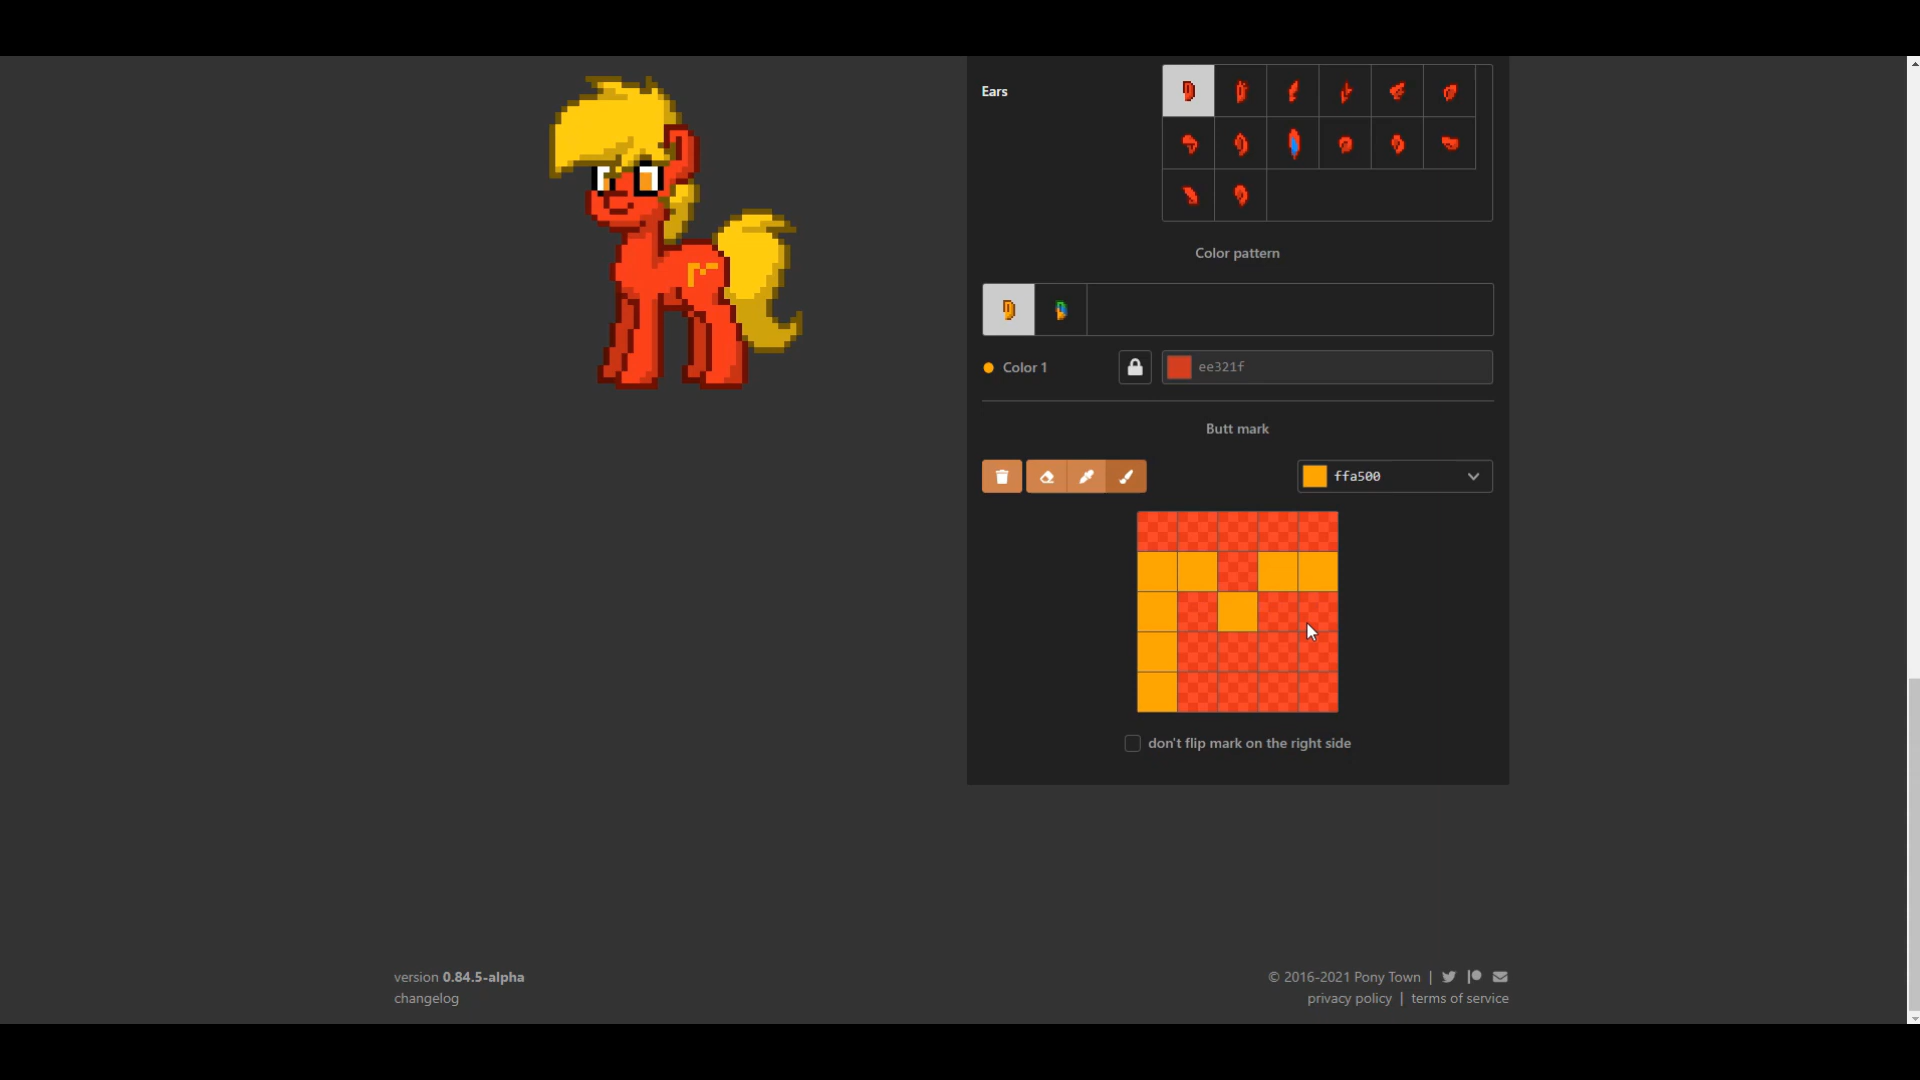 Ears
Color pattern
Color 1
ee321f
Butt mark
ffa500
don't flip mark on the right side
version 0.84.5-alpha
changelog
© 2016-2021 Pony Town |
privacy policy | terms of service